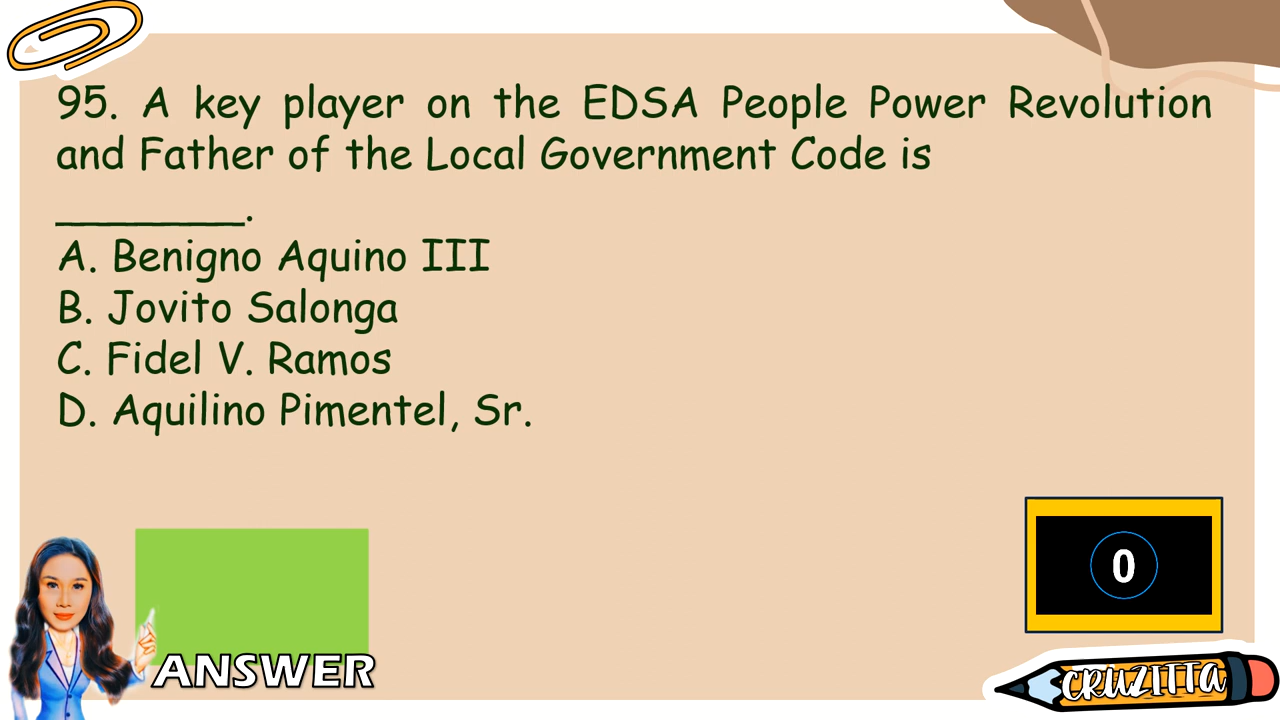 95. A key player on the EDSA People Power Revolution
and Father of the Local Government Code is
_________.
A. Benigno Aquino III
B. Jovito Salonga
C. Fidel V. Ramos
D. Aquilino Pimentel, Sr.
0
ANSWER
CRUZITTA